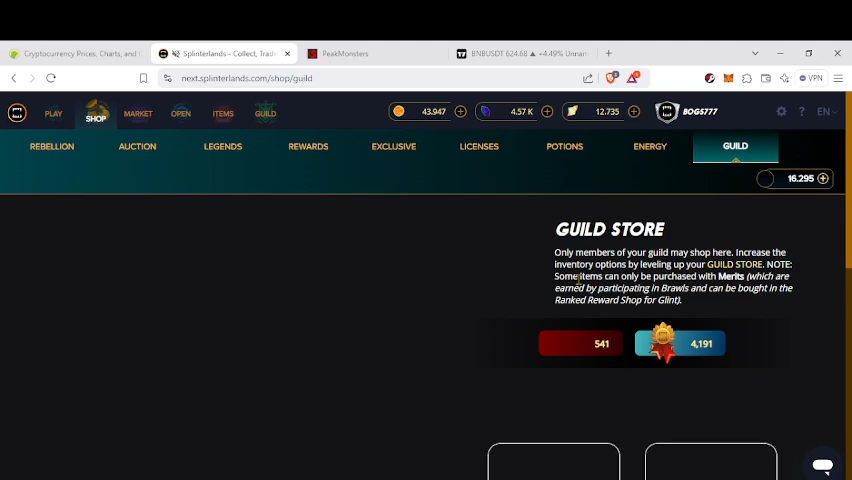 Cryptocurrency Prices, Charts, and C
Splinterlands - Collect, Trade
PeakMonsters
BNBUSDT 624.68 ▲ +4.49% Unnam
next.splinterlands.com/shop/guild
VPN
PLAY
SHOP
MARKET
OPEN
ITEMS
GUILD
43.947
4.57 K
12.735
BOGS777
EN
REBELLION
AUCTION
LEGENDS
REWARDS
EXCLUSIVE
LICENSES
POTIONS
ENERGY
GUILD
16.295
GUILD STORE
Only members of your guild may shop here. Increase the
inventory options by leveling up your GUILD STORE. NOTE:
Some items can only be purchased with Merits (which are
earned by participating in Brawls and can be bought in the
Ranked Reward Shop for Glint).
541
4,191